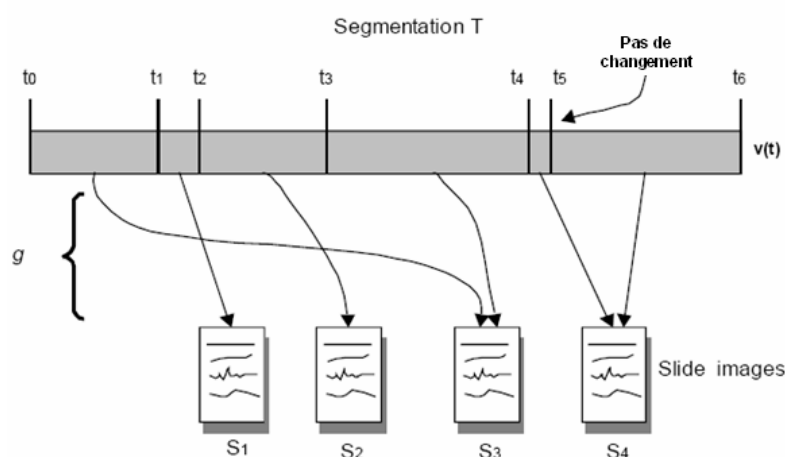 Segmentation T
Pas de
changement
t0 t1 t2 t3 t4 t5 t6
v(t)
g
Slide images
S1 S2 S3 S4